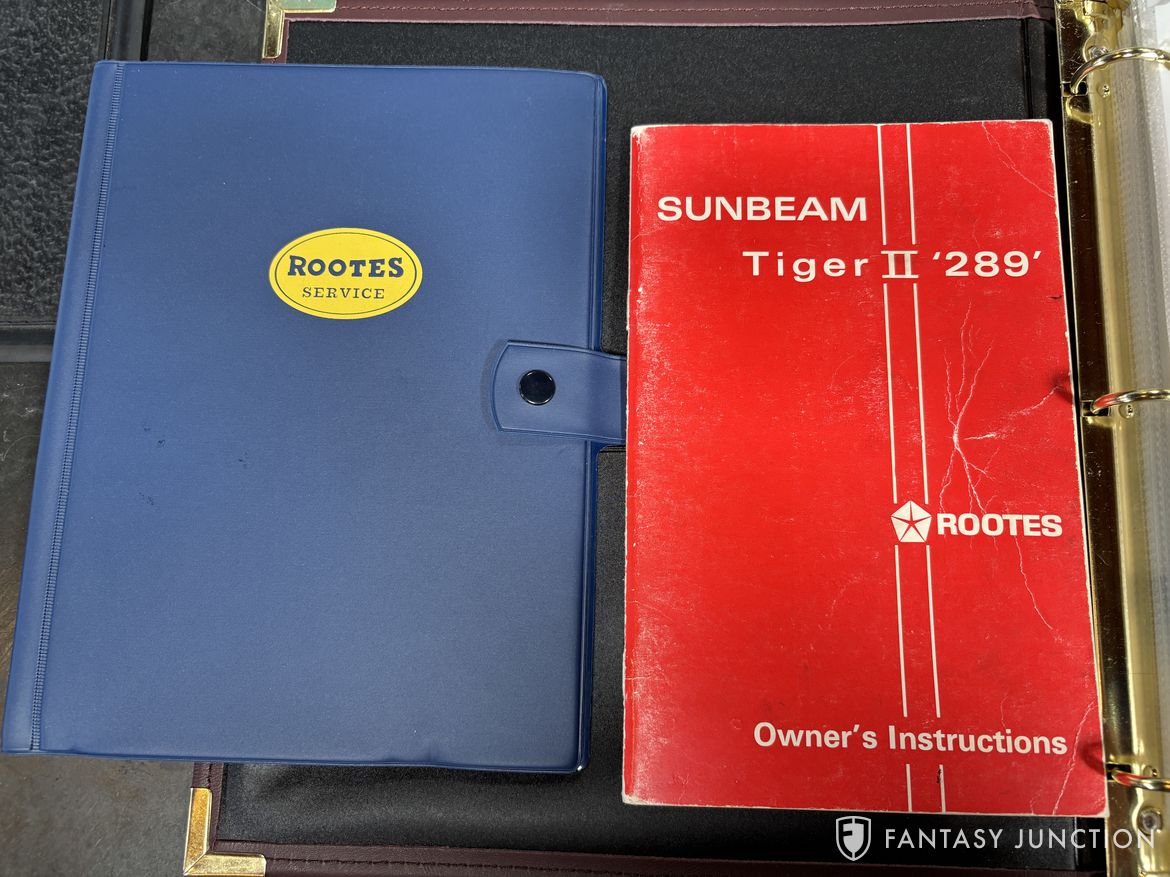 ROOTES
SERVICE
SUNBEAM
Tiger II ‘289’
ROOTES
Owner's Instructions
FANTASY JUNCTION